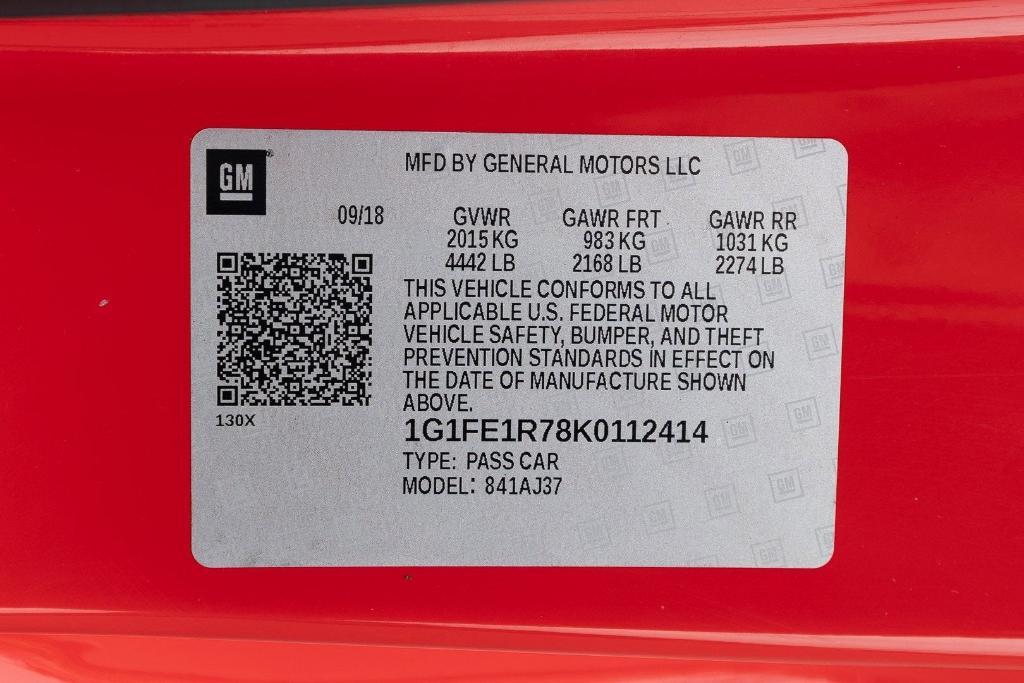 GM
MFD BY GENERAL MOTORS LLC
09/18 GVWR GAWR FRT GAWR RR
2015 KG 983 KG 1031 KG
4442 LB 2168 LB 2274 LB
THIS VEHICLE CONFORMS TO ALL
APPLICABLE U.S. FEDERAL MOTOR
VEHICLE SAFETY, BUMPER, AND THEFT
PREVENTION STANDARDS IN EFFECT ON
THE DATE OF MANUFACTURE SHOWN
ABOVE.
130X
1G1FE1R78K0112414
TYPE: PASS CAR
MODEL: 841AJ37